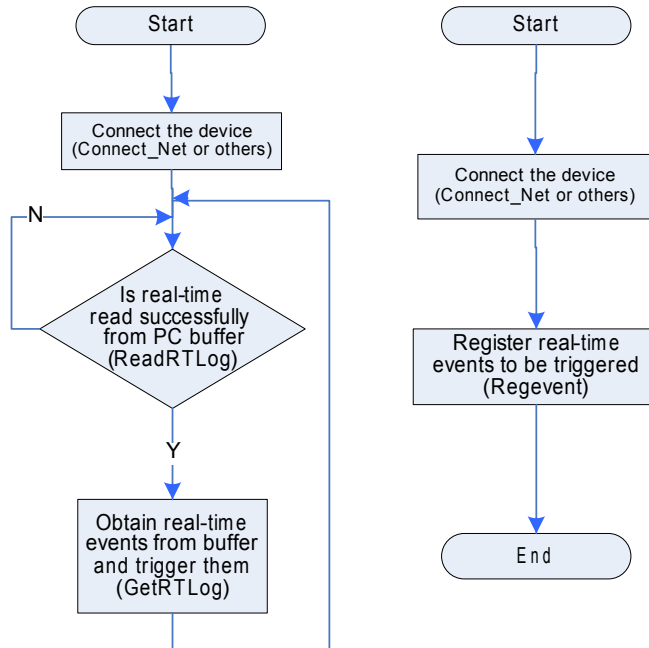 Start
Connect the device
(Connect_Net or others)
N
Is real-time
read successfully
from PC buffer
(ReadRTLog)
Y
Obtain real-time
events from buffer
and trigger them
(GetRTLog)
Start
Connect the device
(Connect_Net or others)
Register real-time
events to be triggered
(Regevent)
End